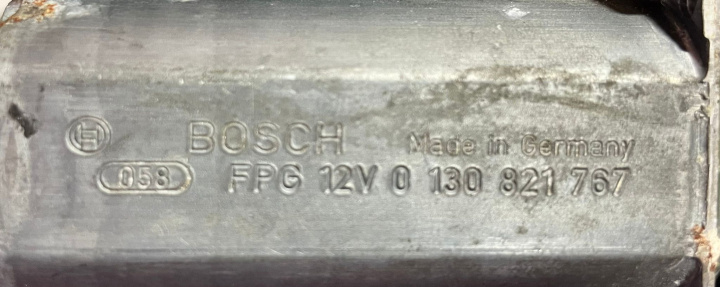 BOSCH Made in Germany
058 FPG 12V 0 130 821 767